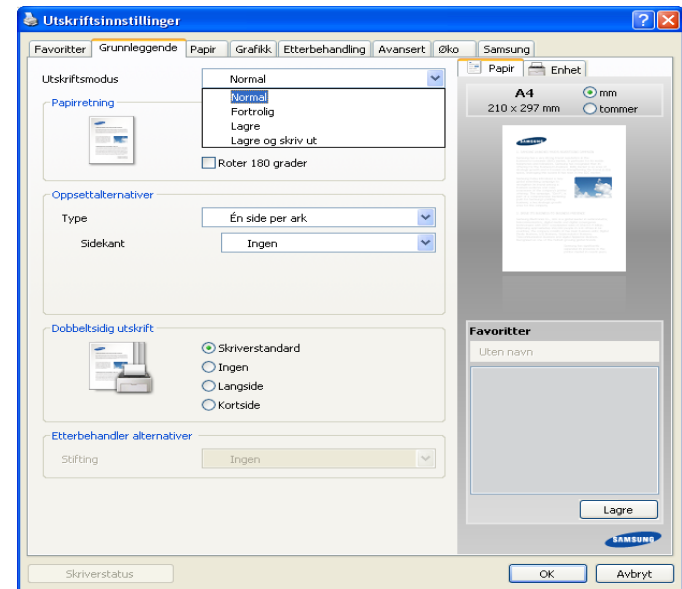 Utskriftsinnstillinger
Favoritter Grunnleggende Papir Grafikk Etterbehandling Avansert Øko Samsung
Utskriftsmodus Normal
Normal
Fortrolig
Lagre
Lagre og skriv ut
Papirretning
Roter 180 grader
Oppsettalternativer
Type Én side per ark
Sidekant Ingen
Dobbeltsidig utskrift
Skriverstandard
Ingen
Langside
Kortside
Etterbehandler alternativer
Stifting Ingen
Papir Enhet
A4 mm
210 x 297 mm tommer
SAMSUNG
Favoritter
Uten navn
Lagre
SAMSUNG
Skriverstatus OK Avbryt